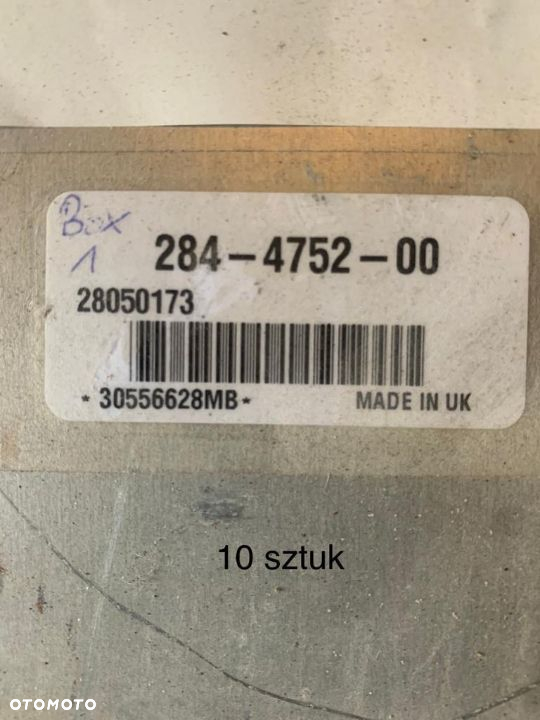 Box
1
284-4752-00
28050173
*30556628MB*
MADE IN UK
10 sztuk
OTOMOTO